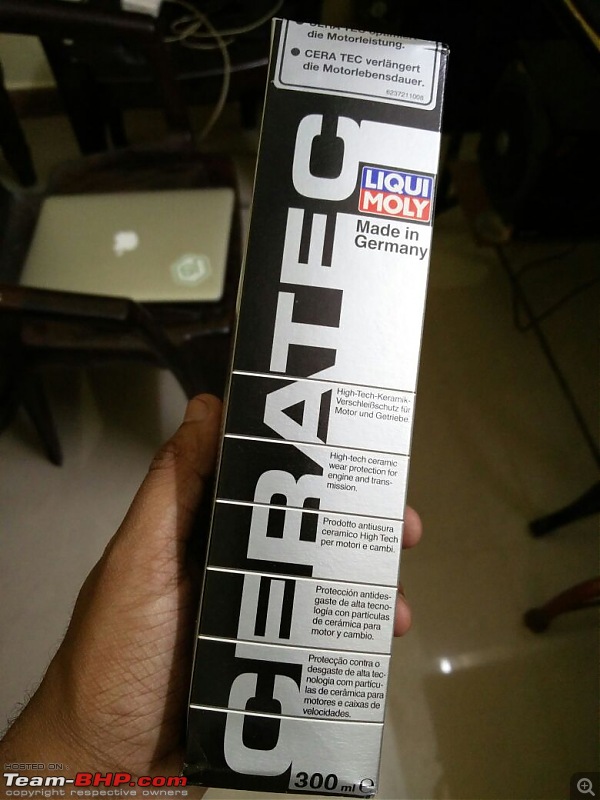 CERA TEC optimiert
die Motorleistung.
● CERA TEC verlängert
die Motorlebensdauer.
6237211008
LIQUI
MOLY
Made in
Germany
CERATEC
High-Tech-Keramik-
Verschleißschutz für
Motor und Getriebe.
High-tech ceramic
wear protection for
engine and trans-
mission.
Prodotto antiusura
ceramico High Tech
per motori e cambi.
Protección antides-
gaste de alta tecno-
logía con partículas
de cerámica para
motor y cambio.
Protecção contra o
desgaste de alta tec-
nologia com partícu-
las de cerâmica para
motores e caixas de
velocidades.
300 ml e
HOSTED ON
Team-BHP.com
copyright respective owners